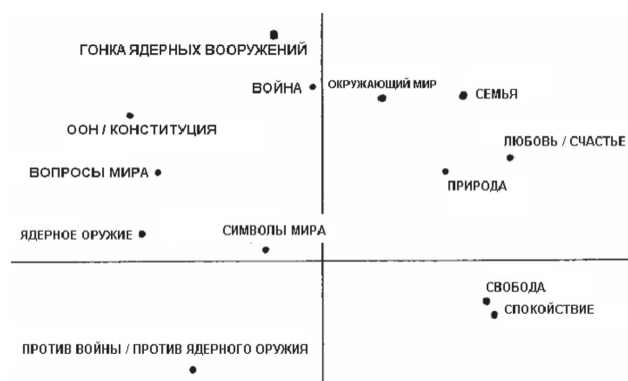 ГОНКА ЯДЕРНЫХ ВООРУЖЕНИЙ
ВОЙНА
ОКРУЖАЮЩИЙ МИР
СЕМЬЯ
ООН / КОНСТИТУЦИЯ
ЛЮБОВЬ / СЧАСТЬЕ
ВОПРОСЫ МИРА
ПРИРОДА
ЯДЕРНОЕ ОРУЖИЕ
СИМВОЛЫ МИРА
СВОБОДА
СПОКОЙСТВИЕ
ПРОТИВ ВОЙНЫ / ПРОТИВ ЯДЕРНОГО ОРУЖИЯ